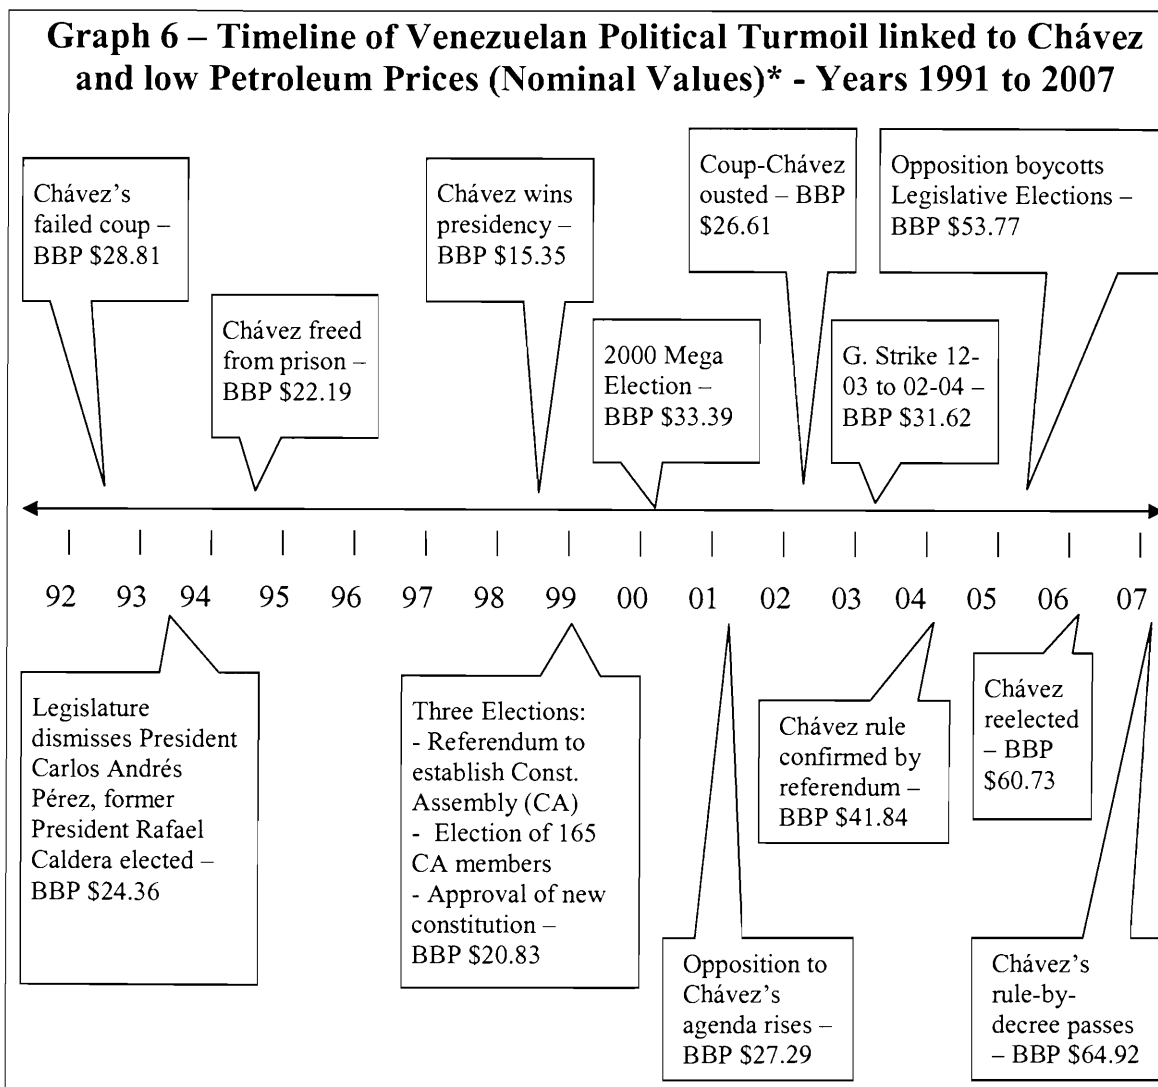 Graph 6 – Timeline of Venezuelan Political Turmoil linked to Chávez
and low Petroleum Prices (Nominal Values)* - Years 1991 to 2007
Chávez’s
failed coup –
BBP $28.81
Chávez freed
from prison –
BBP $22.19
Chávez wins
presidency –
BBP $15.35
2000 Mega
Election –
BBP $33.39
Coup-Chávez
ousted – BBP
$26.61
G. Strike 12-
03 to 02-04 –
BBP $31.62
Opposition boycotts
Legislative Elections –
BBP $53.77
92 93 94 95 96 97 98 99 00 01 02 03 04 05 06 07
Legislature
dismisses President
Carlos Andrés
Pérez, former
President Rafael
Caldera elected –
BBP $24.36
Three Elections:
- Referendum to
establish Const.
Assembly (CA)
- Election of 165
CA members
- Approval of new
constitution –
BBP $20.83
Opposition to
Chávez’s
agenda rises –
BBP $27.29
Chávez rule
confirmed by
referendum –
BBP $41.84
Chávez
reelected
– BBP
$60.73
Chávez’s
rule-by-
decree passes
– BBP $64.92